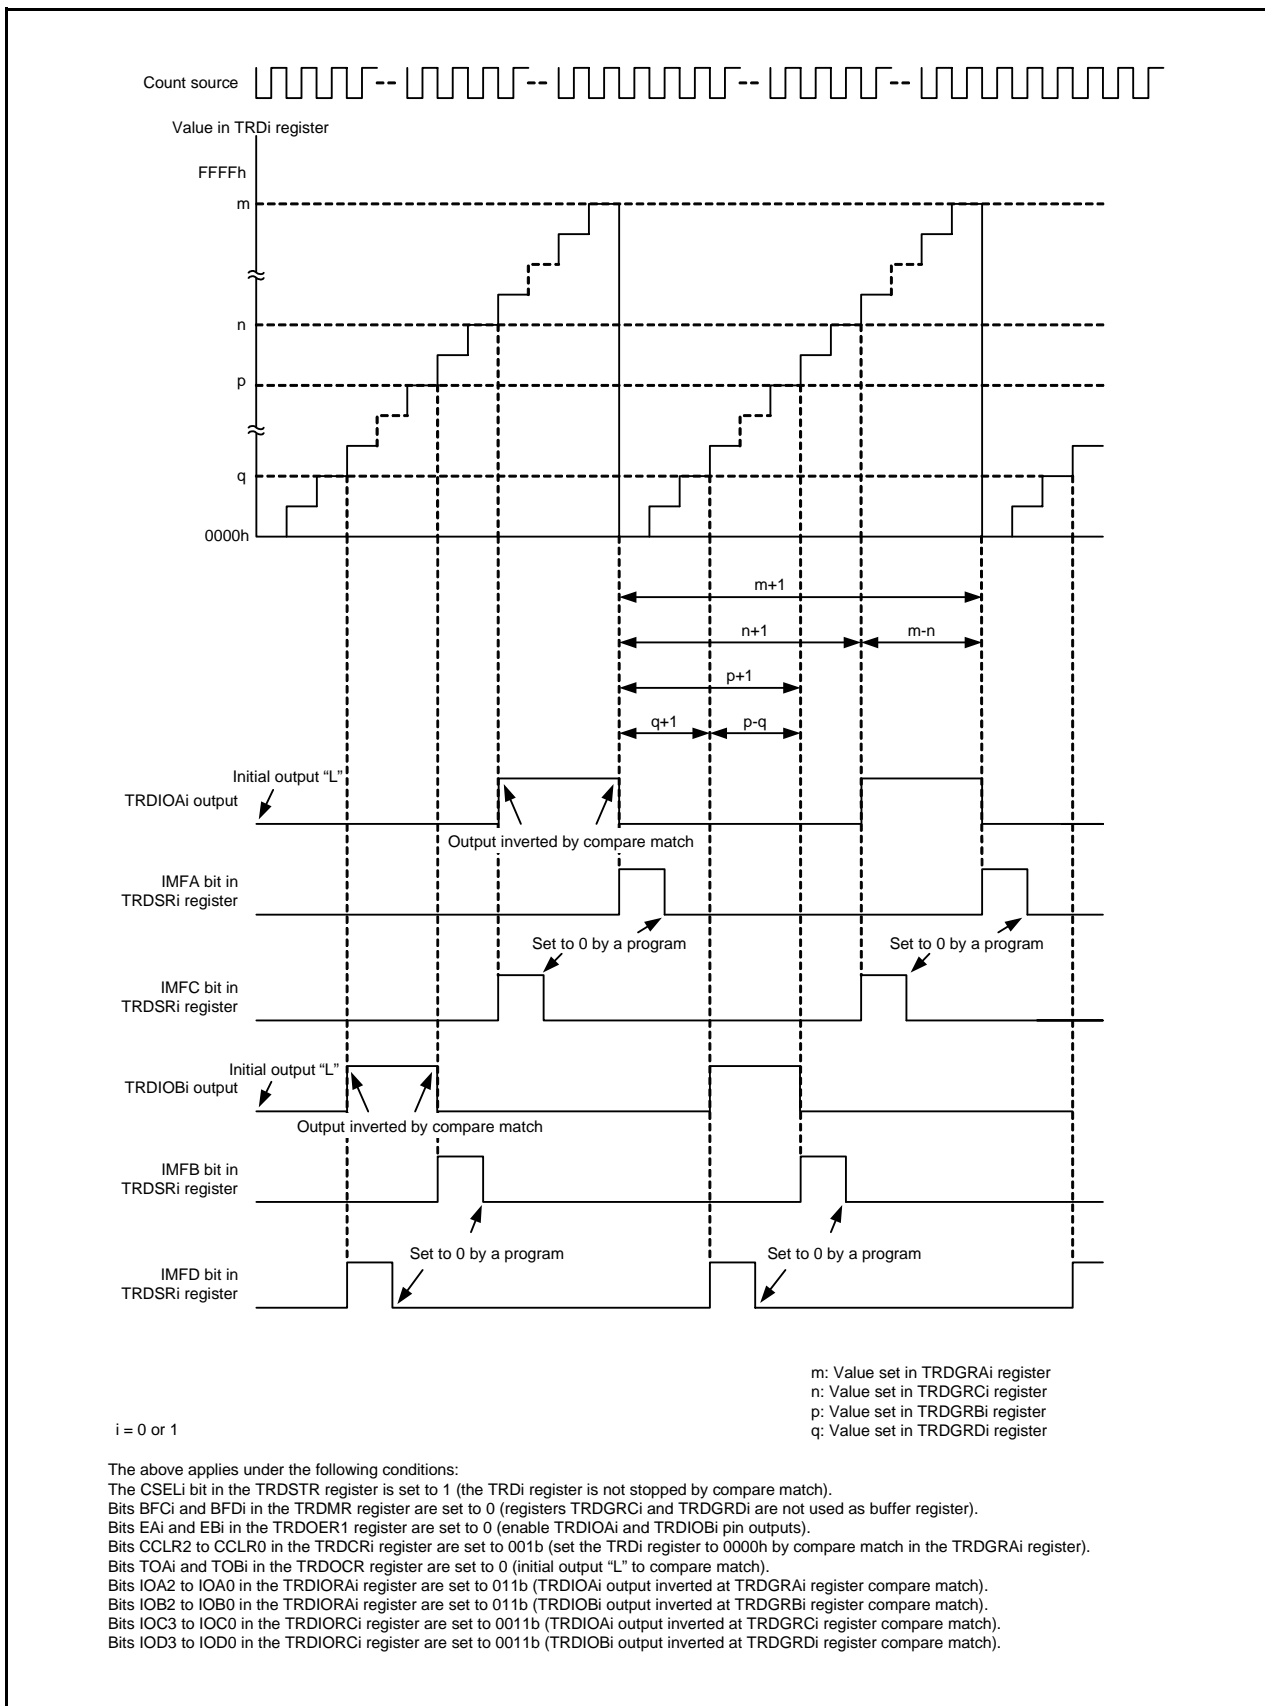 Count source
Value in TRDi register
FFFFh
m
n
p
q
0000h
m+1
n+1
m-n
p+1
q+1
p-q
Initial output “L”
TRDIOAi output
Output inverted by compare match
IMFA bit in
TRDSRi register
Set to 0 by a program
Set to 0 by a program
IMFC bit in
TRDSRi register
Initial output “L”
TRDIOBi output
Output inverted by compare match
IMFB bit in
TRDSRi register
Set to 0 by a program
Set to 0 by a program
IMFD bit in
TRDSRi register
m: Value set in TRDGRAi register
n: Value set in TRDGRCi register
p: Value set in TRDGRBi register
q: Value set in TRDGRDi register
i = 0 or 1
The above applies under the following conditions:
The CSELi bit in the TRDSTR register is set to 1 (the TRDi register is not stopped by compare match).
Bits BFCi and BFDi in the TRDMR register are set to 0 (registers TRDGRCi and TRDGRDi are not used as buffer register).
Bits EAi and EBi in the TRDOER1 register are set to 0 (enable TRDIOAi and TRDIOBi pin outputs).
Bits CCLR2 to CCLR0 in the TRDCRi register are set to 001b (set the TRDi register to 0000h by compare match in the TRDGRAi register).
Bits TOAi and TOBi in the TRDOCR register are set to 0 (initial output “L” to compare match).
Bits IOA2 to IOA0 in the TRDIORAi register are set to 011b (TRDIOAi output inverted at TRDGRAi register compare match).
Bits IOB2 to IOB0 in the TRDIORAi register are set to 011b (TRDIOBi output inverted at TRDGRBi register compare match).
Bits IOC3 to IOC0 in the TRDIORCi register are set to 0011b (TRDIOAi output inverted at TRDGRCi register compare match).
Bits IOD3 to IOD0 in the TRDIORCi register are set to 0011b (TRDIOBi output inverted at TRDGRDi register compare match).